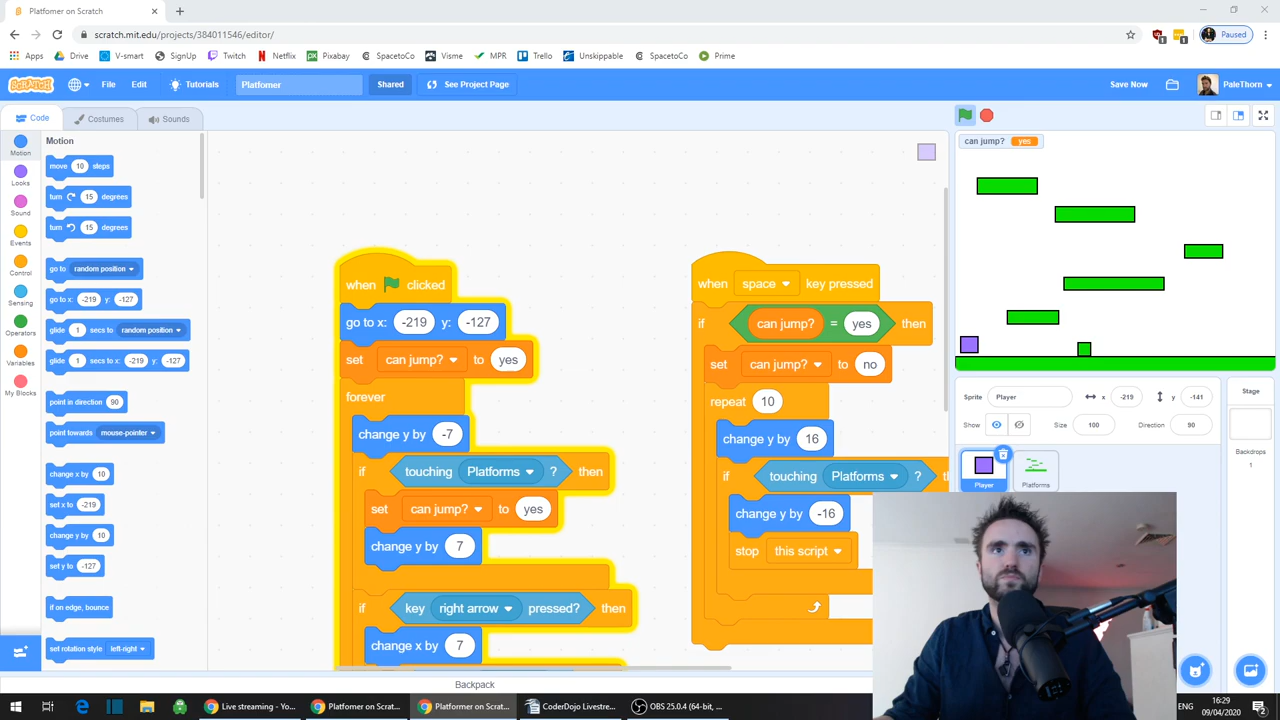 Platfomer on Scratch
scratch.mit.edu/projects/384011546/editor/
Paused
Apps Drive V-smart SignUp Twitch Netflix Pixabay SpacetoCo Visme MPR Trello Unskippable SpacetoCo Prime
SCRATCH File Edit Tutorials Platfomer Shared See Project Page Save Now PaleThorn
Code Costumes Sounds
Motion
Looks
Sound
Events
Control
Sensing
Operators
Variables
My Blocks
Motion
move 10 steps
turn 15 degrees
turn 15 degrees
go to random position
go to x: -219 y: -127
glide 1 secs to random position
glide 1 secs to x: -219 y: -127
point in direction 90
point towards mouse-pointer
change x by 10
set x to -219
change y by 10
set y to -127
if on edge, bounce
set rotation style left-right
when clicked
go to x: -219 y: -127
set can jump? to yes
forever
change y by -7
if touching Platforms ? then
set can jump? to yes
change y by 7
if key right arrow pressed? then
change x by 7
when space key pressed
if can jump? = yes then
set can jump? to no
repeat 10
change y by 16
if touching Platforms ?
change y by -16
stop this script
can jump? yes
Sprite Player x -219 y -141
Show Size 100 Direction 90
Player
Platforms
Stage
Backdrops
1
Backpack
Live streaming - Yo...
Platfomer on Scrat...
Platfomer on Scrat...
CoderDojo Livestre...
OBS 25.0.4 (64-bit, ...
ENG
16:29
09/04/2020
2